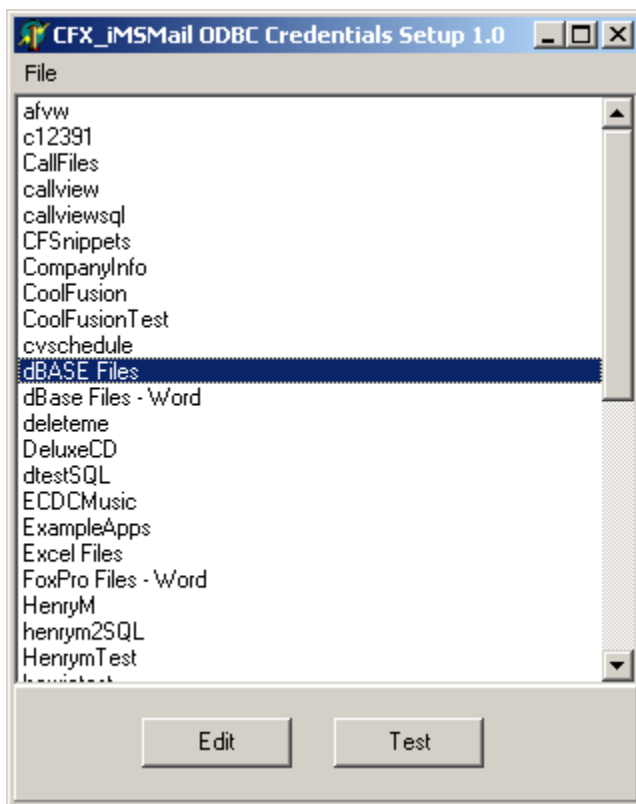 CFX_iMSMail ODBC Credentials Setup 1.0
File
afvw
c12391
CallFiles
callview
callviewsql
CFSnippets
CompanyInfo
CoolFusion
CoolFusionTest
cvschedule
dBASE Files
dBase Files - Word
deleteme
DeluxeCD
dtestSQL
ECDCMusic
ExampleApps
Excel Files
FoxPro Files - Word
HenryM
henrym2SQL
HenrymTest
Edit Test